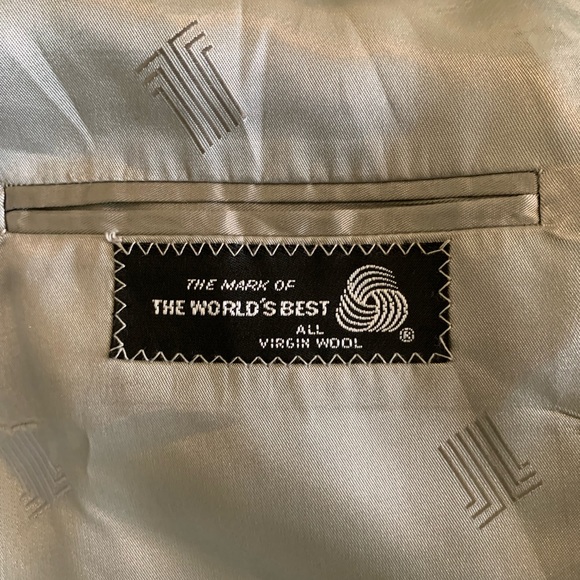 THE MARK OF
THE WORLD'S BEST
ALL
VIRGIN WOOL
®